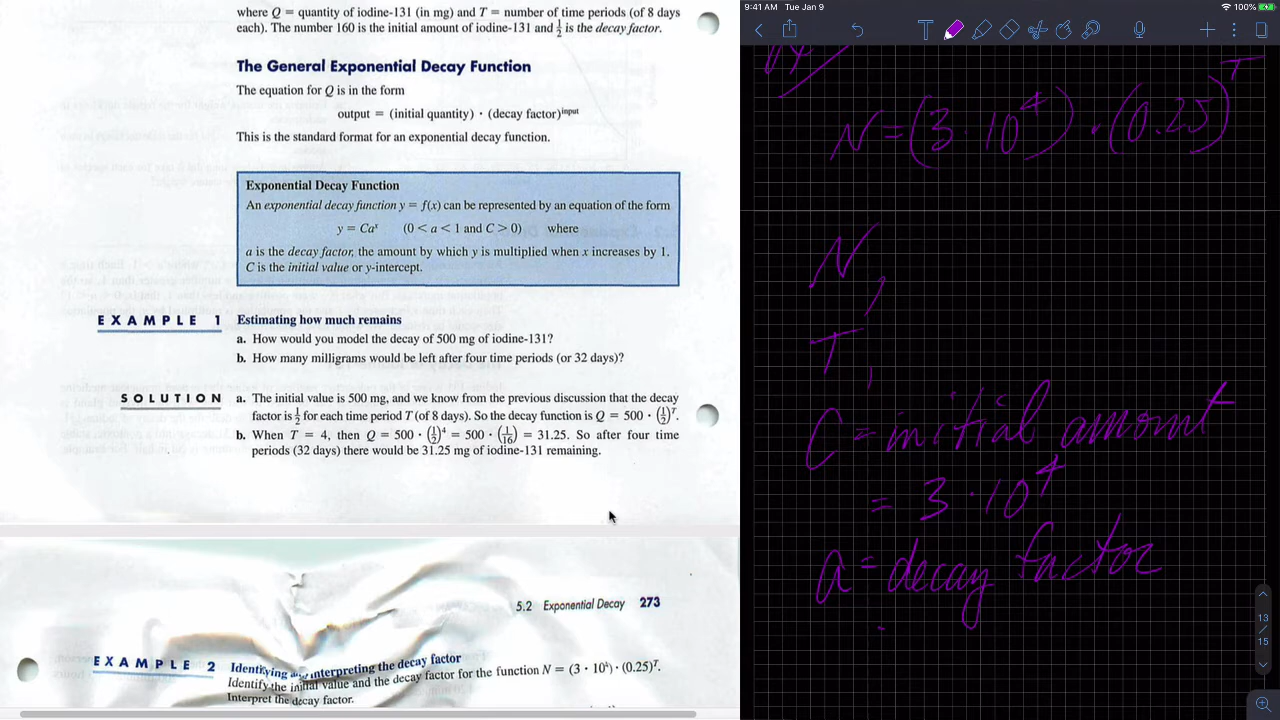 where Q = quantity of iodine-131 (in mg) and T = number of time periods (of 8 days
each). The number 160 is the initial amount of iodine-131 and 1/2 is the decay factor.
The General Exponential Decay Function
The equation for Q is in the form
output = (initial quantity) · (decay factor)^input
This is the standard format for an exponential decay function.
Exponential Decay Function
An exponential decay function y = f(x) can be represented by an equation of the form
y = Ca^x (0 < a < 1 and C > 0) where
a is the decay factor, the amount by which y is multiplied when x increases by 1.
C is the initial value or y-intercept.
EXAMPLE 1 Estimating how much remains
a. How would you model the decay of 500 mg of iodine-131?
b. How many milligrams would be left after four time periods (or 32 days)?
SOLUTION a. The initial value is 500 mg, and we know from the previous discussion that the decay
factor is 1/2 for each time period T (of 8 days). So the decay function is Q = 500 · (1/2)^T.
b. When T = 4, then Q = 500 · (1/2)^4 = 500 · (1/16) = 31.25. So after four time
periods (32 days) there would be 31.25 mg of iodine-131 remaining.
5.2 Exponential Decay 273
EXAMPLE 2 Identifying and interpreting the decay factor
Identify the initial value and the decay factor for the function N = (3 · 10^4) · (0.25)^T.
Interpret the decay factor.
9:41 AM Tue Jan 9
100%
T
N = (3 · 10^4) · (0.25)^T
N,
T,
C = initial amount
= 3 · 10^4
a = decay factor
13
15